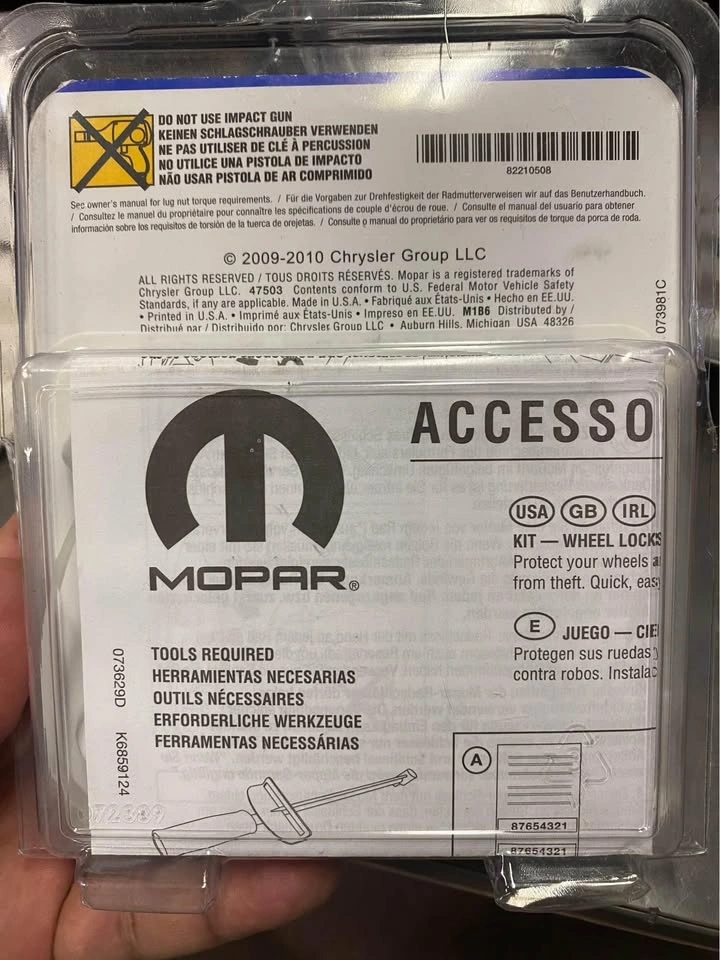 DO NOT USE IMPACT GUN
KEINEN SCHLAGSCHRAUBER VERWENDEN
NE PAS UTILISER DE CLÉ À PERCUSSION
NO UTILICE UNA PISTOLA DE IMPACTO
NÃO USAR PISTOLA DE AR COMPRIMIDO
82210508
See owner's manual for lug nut torque requirements. / Für die Vorgaben zur Drehfestigkeit der Radmutterverweisen wir auf das Benutzerhandbuch.
/ Consultez le manuel du propriétaire pour connaître les spécifications de couple d'écrou de roue. / Consulte el manual del usuario para obtener
información sobre los requisitos de torsión de la tuerca de orejetas. / Consulte o manual do proprietário para ver os requisitos de torque da porca de roda.
© 2009-2010 Chrysler Group LLC
ALL RIGHTS RESERVED / TOUS DROITS RÉSERVÉS. Mopar is a registered trademarks of
Chrysler Group LLC. 47503 Contents conform to U.S. Federal Motor Vehicle Safety
Standards, if any are applicable. Made in U.S.A. • Fabriqué aux États-Unis • Hecho en EE.UU.
• Printed in U.S.A. • Imprimé aux États-Unis • Impreso en EE.UU. M1B6 Distributed by /
Distribué par / Distribuido por: Chrysler Group LLC • Auburn Hills, Michigan USA 48326
073981C
ACCESSO
MOPAR®
USA GB IRL
KIT — WHEEL LOCKS
Protect your wheels a
from theft. Quick, easy
E JUEGO — CIE
Protegen sus ruedas y
contra robos. Instalac
TOOLS REQUIRED
HERRAMIENTAS NECESARIAS
OUTILS NÉCESSAIRES
ERFORDERLICHE WERKZEUGE
FERRAMENTAS NECESSÁRIAS
073629D K6859124
A
87654321
87654321